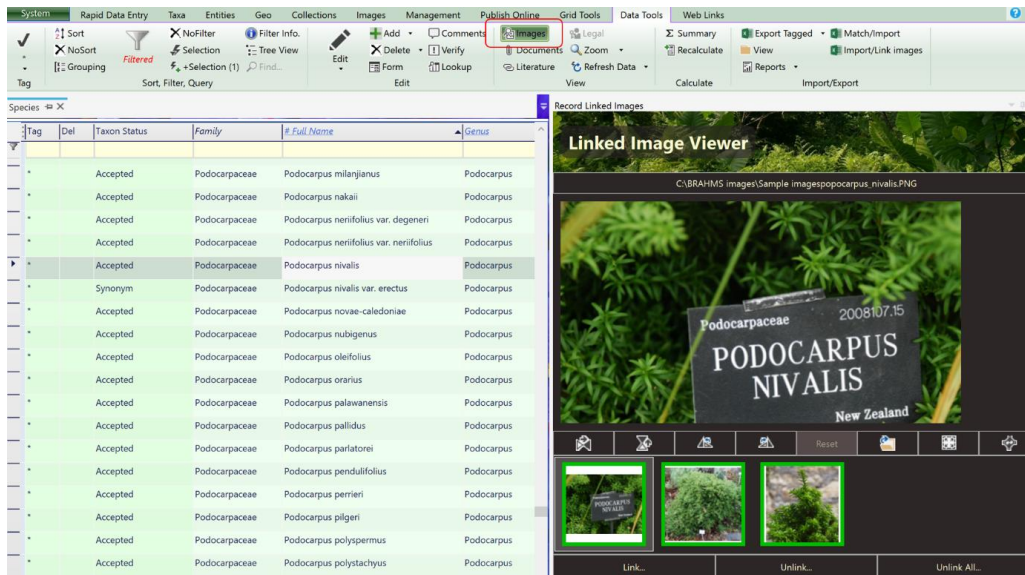 System Rapid Data Entry Taxa Entities Geo Collections Images Management Publish Online Grid Tools Data Tools Web Links
Sort NoFilter Filter Info. Add Comments Images Legal Σ Summary Export Tagged Match/Import
NoSort Selection Tree View Delete Verify Documents Zoom Recalculate View Import/Link images
Grouping Filtered +Selection (1) Find... Edit Form Lookup Literature Refresh Data Reports
Tag Sort, Filter, Query Edit View Calculate Import/Export
Species
Tag Del Taxon Status Family # Full Name Genus
* Accepted Podocarpaceae Podocarpus milanjianus Podocarpus
* Accepted Podocarpaceae Podocarpus nakaii Podocarpus
* Accepted Podocarpaceae Podocarpus neriifolius var. degeneri Podocarpus
* Accepted Podocarpaceae Podocarpus neriifolius var. neriifolius Podocarpus
* Accepted Podocarpaceae Podocarpus nivalis Podocarpus
* Synonym Podocarpaceae Podocarpus nivalis var. erectus Podocarpus
* Accepted Podocarpaceae Podocarpus novae-caledoniae Podocarpus
* Accepted Podocarpaceae Podocarpus nubigenus Podocarpus
* Accepted Podocarpaceae Podocarpus oleifolius Podocarpus
* Accepted Podocarpaceae Podocarpus orarius Podocarpus
* Accepted Podocarpaceae Podocarpus palawanensis Podocarpus
* Accepted Podocarpaceae Podocarpus pallidus Podocarpus
* Accepted Podocarpaceae Podocarpus parlatorei Podocarpus
* Accepted Podocarpaceae Podocarpus pendulifolius Podocarpus
* Accepted Podocarpaceae Podocarpus perrieri Podocarpus
* Accepted Podocarpaceae Podocarpus pilgeri Podocarpus
* Accepted Podocarpaceae Podocarpus polyspermus Podocarpus
* Accepted Podocarpaceae Podocarpus polystachyus Podocarpus
Record Linked Images
Linked Image Viewer
C:\BRAHMS images\Sample imagespopocarpus_nivalis.PNG
Podocarpaceae 2008107.15
PODOCARPUS
NIVALIS
New Zealand
Reset
PODOCARPUS
NIVALIS
Link... Unlink... Unlink All...